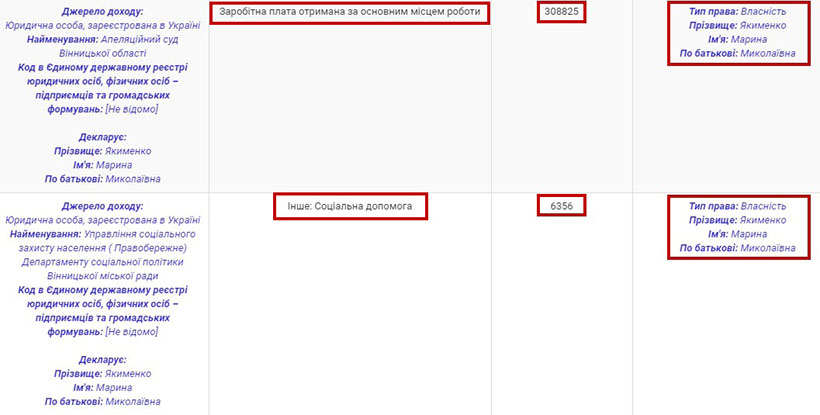 Джерело доходу:
Юридична особа, зареєстрована в Україні
Найменування: Апеляційний суд
Вінницької області
Код в Єдиному державному реєстрі
юридичних осіб, фізичних осіб –
підприємців та громадських
формувань: [Не відомо]
Декларує:
Прізвище: Якименко
Ім'я: Марина
По батькові: Миколаївна
Заробітна плата отримана за основним місцем роботи
308825
Тип права: Власність
Прізвище: Якименко
Ім'я: Марина
По батькові: Миколаївна
Джерело доходу:
Юридична особа, зареєстрована в Україні
Найменування: Управління соціального
захисту населення ( Правобережне)
Департаменту соціальної політики
Вінницької міської ради
Код в Єдиному державному реєстрі
юридичних осіб, фізичних осіб –
підприємців та громадських
формувань: [Не відомо]
Декларує:
Прізвище: Якименко
Ім'я: Марина
По батькові: Миколаївна
Інше: Соціальна допомога
6356
Тип права: Власність
Прізвище: Якименко
Ім'я: Марина
По батькові: Миколаївна